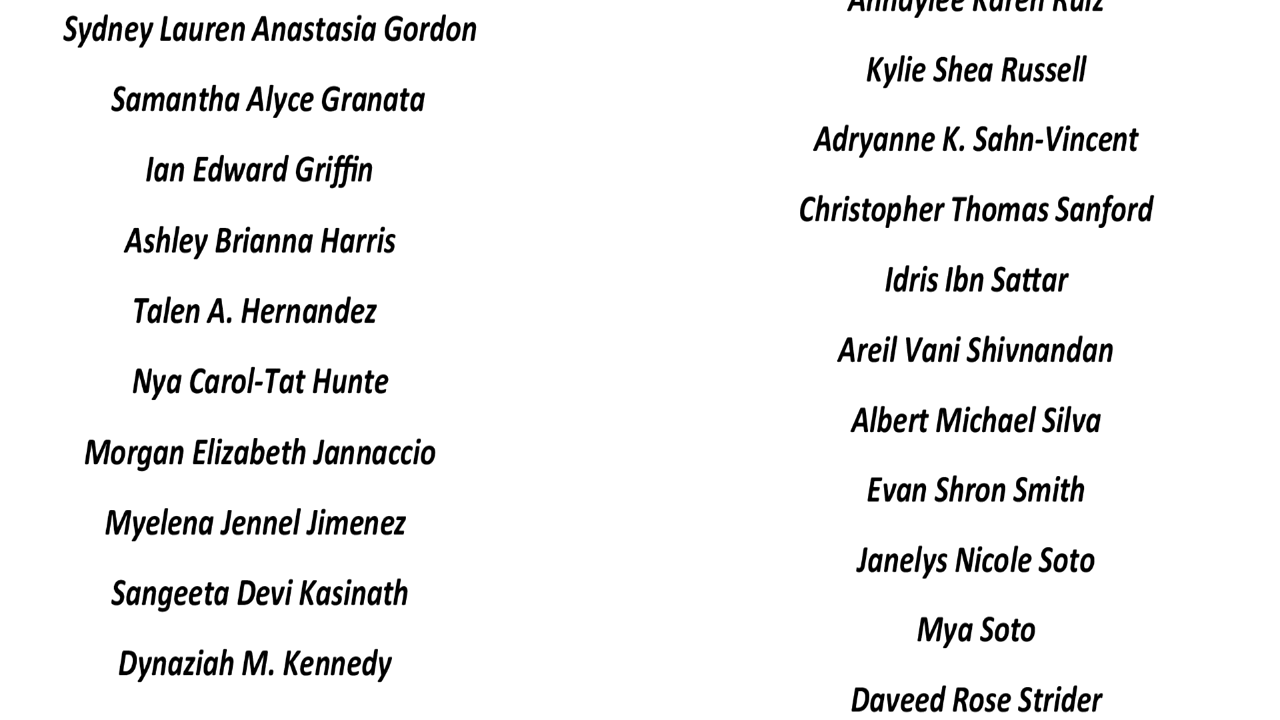 Sydney Lauren Anastasia Gordon
Samantha Alyce Granata
Ian Edward Griffin
Ashley Brianna Harris
Talen A. Hernandez
Nya Carol-Tat Hunte
Morgan Elizabeth Jannaccio
Myelena Jennel Jimenez
Sangeeta Devi Kasinath
Dynaziah M. Kennedy
Karen Ruiz
Kylie Shea Russell
Adryanne K. Sahn-Vincent
Christopher Thomas Sanford
Idris Ibn Sattar
Areil Vani Shivnandan
Albert Michael Silva
Evan Shron Smith
Janelys Nicole Soto
Mya Soto
Daveed Rose Strider